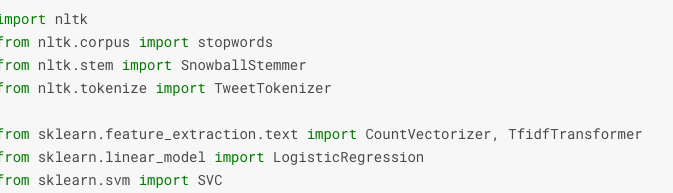 import nltk
from nltk.corpus import stopwords
from nltk.stem import SnowballStemmer
from nltk.tokenize import TweetTokenizer
from sklearn.feature_extraction.text import CountVectorizer, TfidfTransformer
from sklearn.linear_model import LogisticRegression
from sklearn.svm import SVC